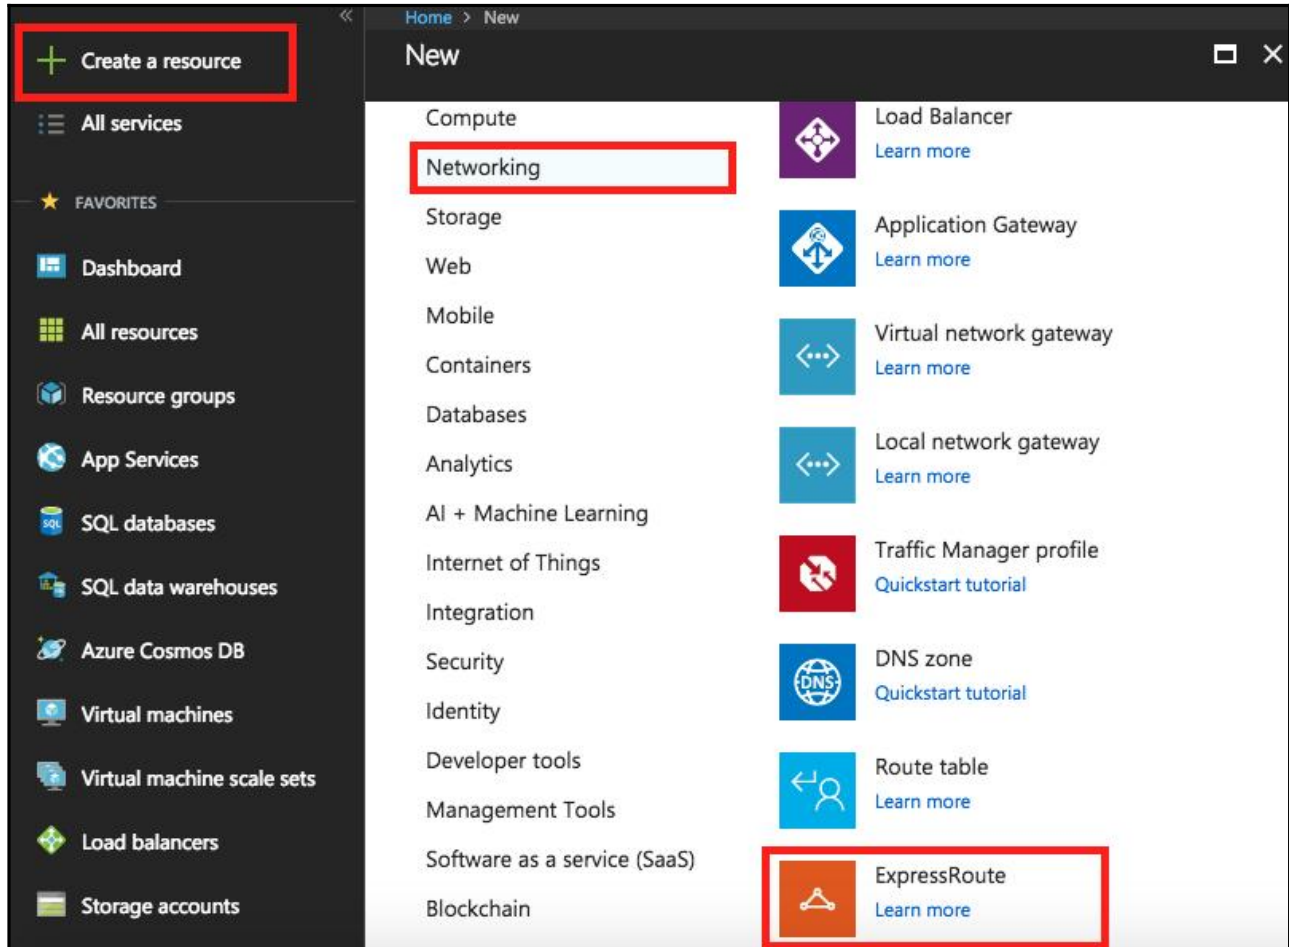 Create a resource
All services
FAVORITES
Dashboard
All resources
Resource groups
App Services
SQL
SQL databases
SQL data warehouses
Azure Cosmos DB
Virtual machines
Virtual machine scale sets
Load balancers
Storage accounts
Home > New
New
Compute
Networking
Storage
Web
Mobile
Containers
Databases
Analytics
AI + Machine Learning
Internet of Things
Integration
Security
Identity
Developer tools
Management Tools
Software as a service (SaaS)
Blockchain
Load Balancer
Learn more
Application Gateway
Learn more
Virtual network gateway
Learn more
Local network gateway
Learn more
Traffic Manager profile
Quickstart tutorial
DNS
DNS zone
Quickstart tutorial
Route table
Learn more
ExpressRoute
Learn more